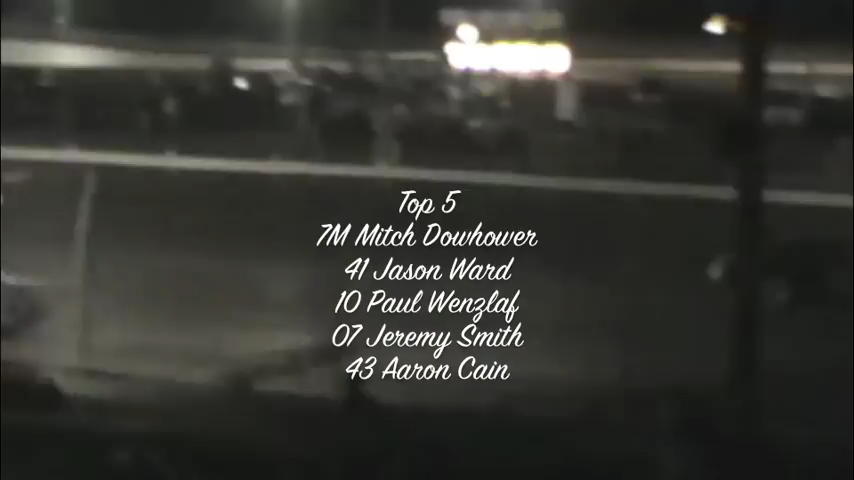 Top 5
7M Mitch Dowhower
41 Jason Ward
10 Paul Wenzlaf
07 Jeremy Smith
43 Aaron Cain